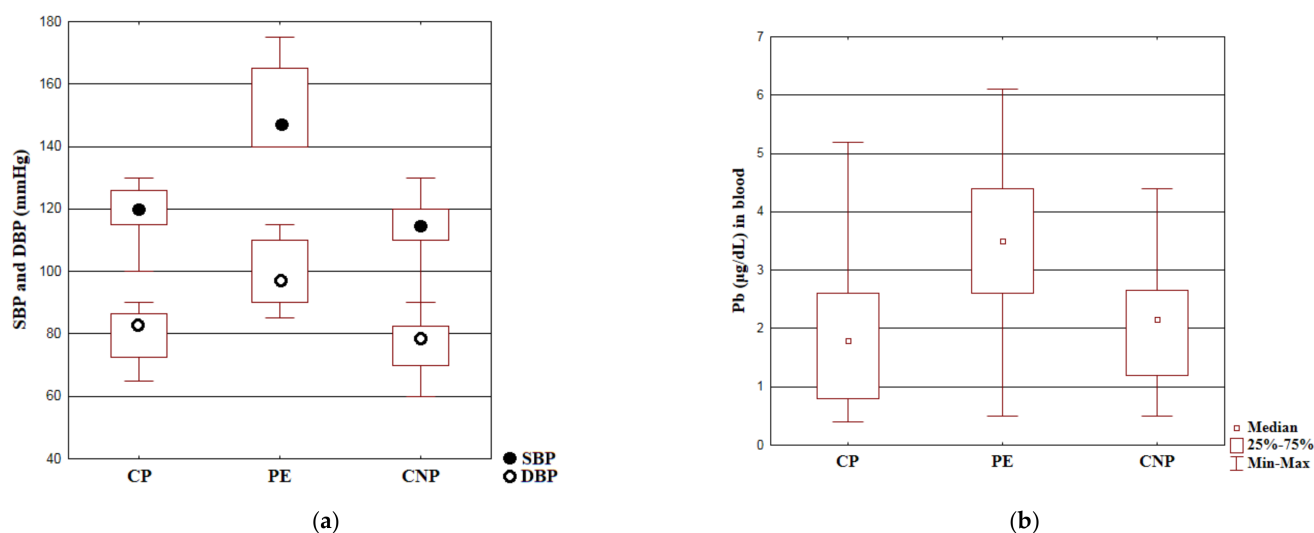 SBP and DBP (mmHg)
180
160
140
120
100
80
60
40
CP PE CNP
SBP
DBP
(a)
Pb (μg/dL) in blood
7
6
5
4
3
2
1
0
CP PE CNP
Median
25%-75%
Min-Max
(b)